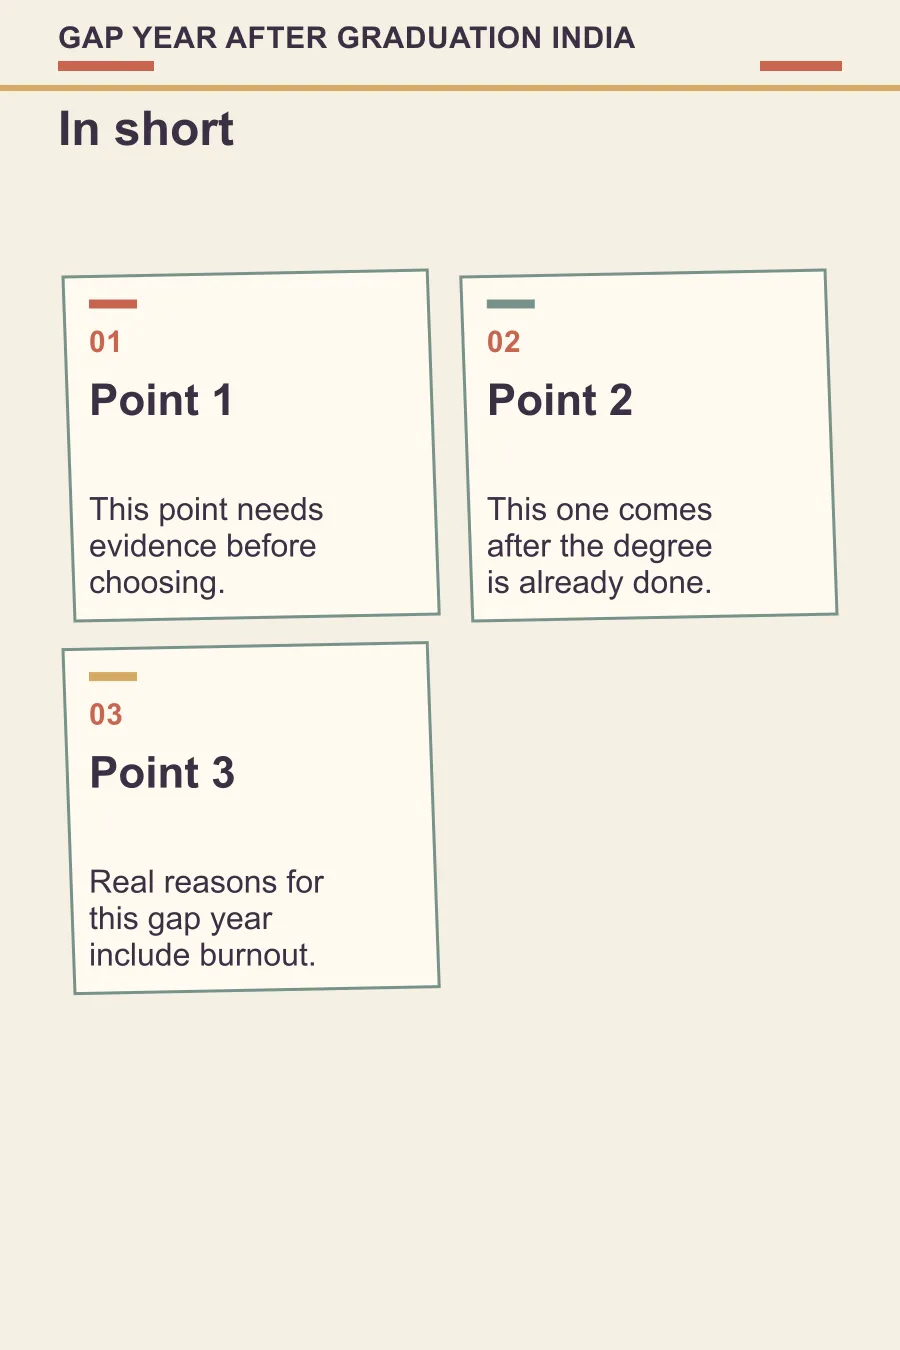 GAP YEAR AFTER GRADUATION INDIA
In short
01
Point 1
This point needs
evidence before
choosing.
02
Point 2
This one comes
after the degree
is already done.
03
Point 3
Real reasons for
this gap year
include burnout.